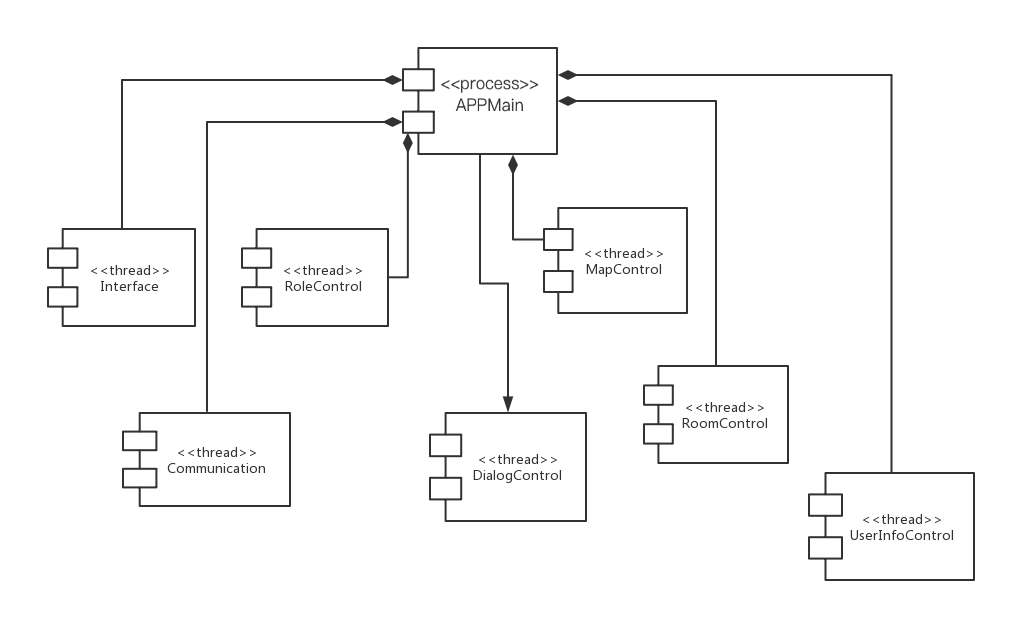 <<process>>
APPMain
<<thread>>
Interface
<<thread>>
RoleControl
<<thread>>
MapControl
<<thread>>
Communication
<<thread>>
DialogControl
<<thread>>
RoomControl
<<thread>>
UserInfoControl